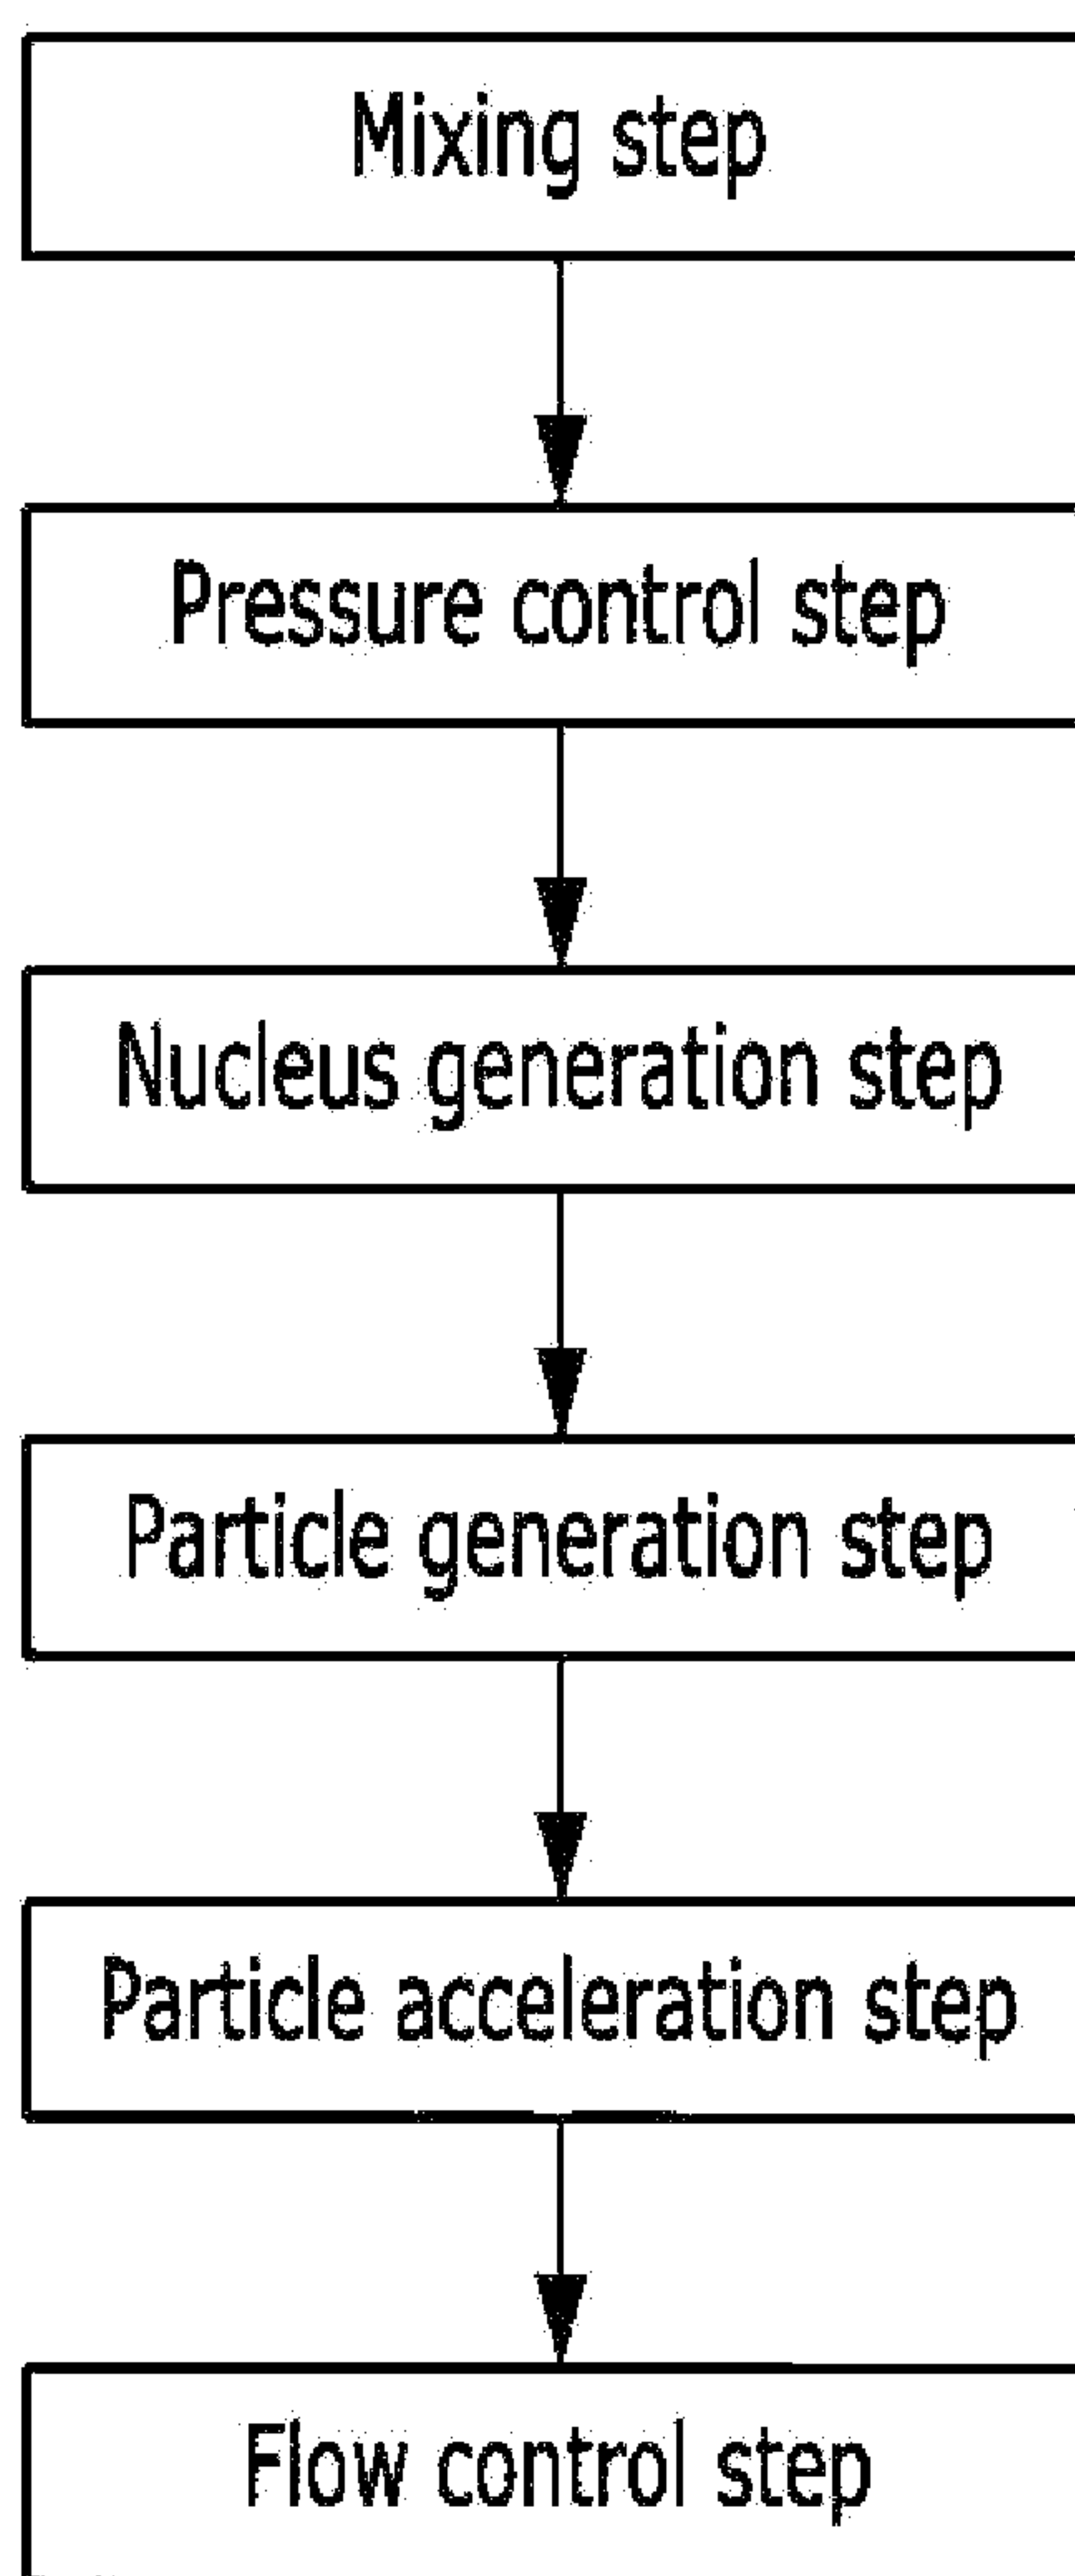 Mixing step
Pressure control step
Nucleus generation step
Particle generation step
Particle acceleration step
Flow control step